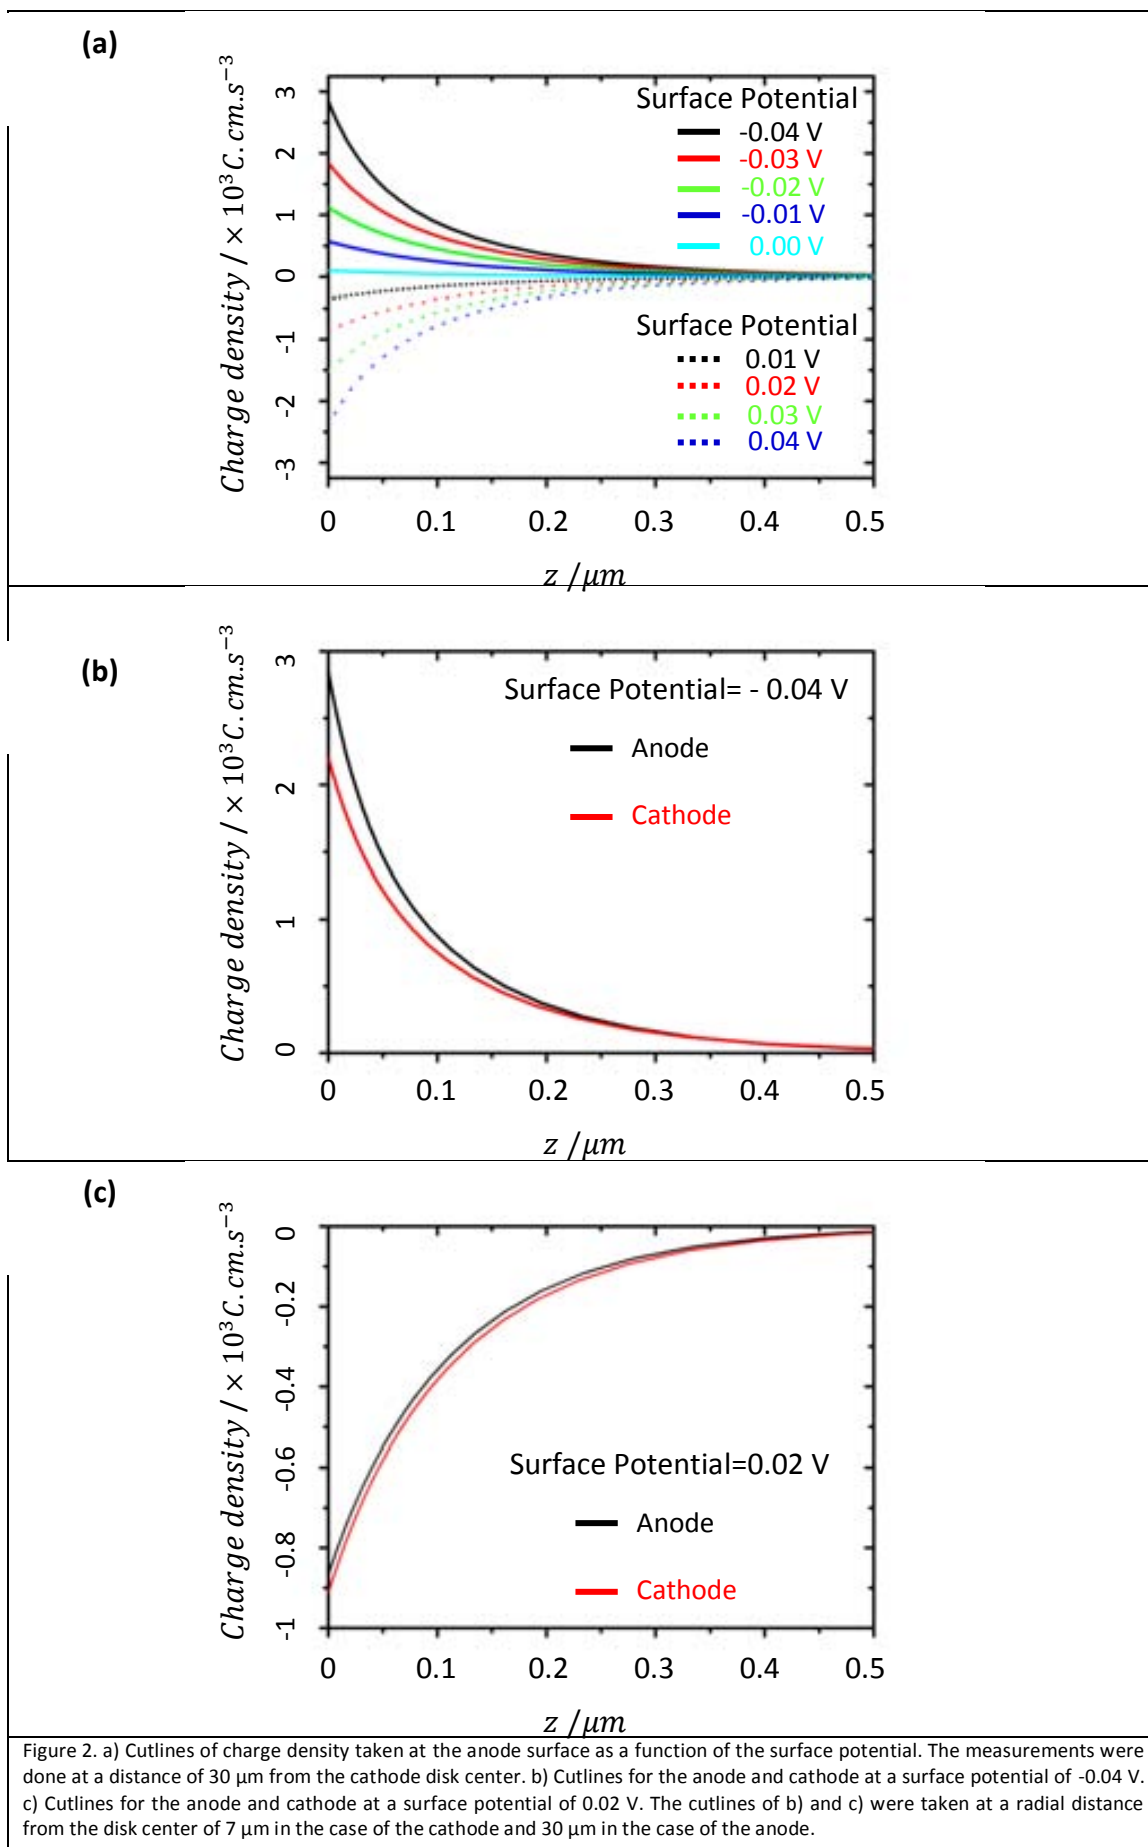 (a)
Charge density / × 10³C.cm.s⁻³
3
2
1
0
-1
-2
-3
Surface Potential
-0.04 V
-0.03 V
-0.02 V
-0.01 V
0.00 V
Surface Potential
0.01 V
0.02 V
0.03 V
0.04 V
0 0.1 0.2 0.3 0.4 0.5
z /μm
(b)
Charge density / × 10³C.cm.s⁻³
3
2
1
0
Surface Potential= - 0.04 V
Anode
Cathode
0 0.1 0.2 0.3 0.4 0.5
z /μm
(c)
Charge density / × 10³C.cm.s⁻³
0
-0.2
-0.4
-0.6
-0.8
-1
Surface Potential=0.02 V
Anode
Cathode
0 0.1 0.2 0.3 0.4 0.5
z /μm
Figure 2. a) Cutlines of charge density taken at the anode surface as a function of the surface potential. The measurements were
done at a distance of 30 μm from the cathode disk center. b) Cutlines for the anode and cathode at a surface potential of -0.04 V.
c) Cutlines for the anode and cathode at a surface potential of 0.02 V. The cutlines of b) and c) were taken at a radial distance
from the disk center of 7 μm in the case of the cathode and 30 μm in the case of the anode.